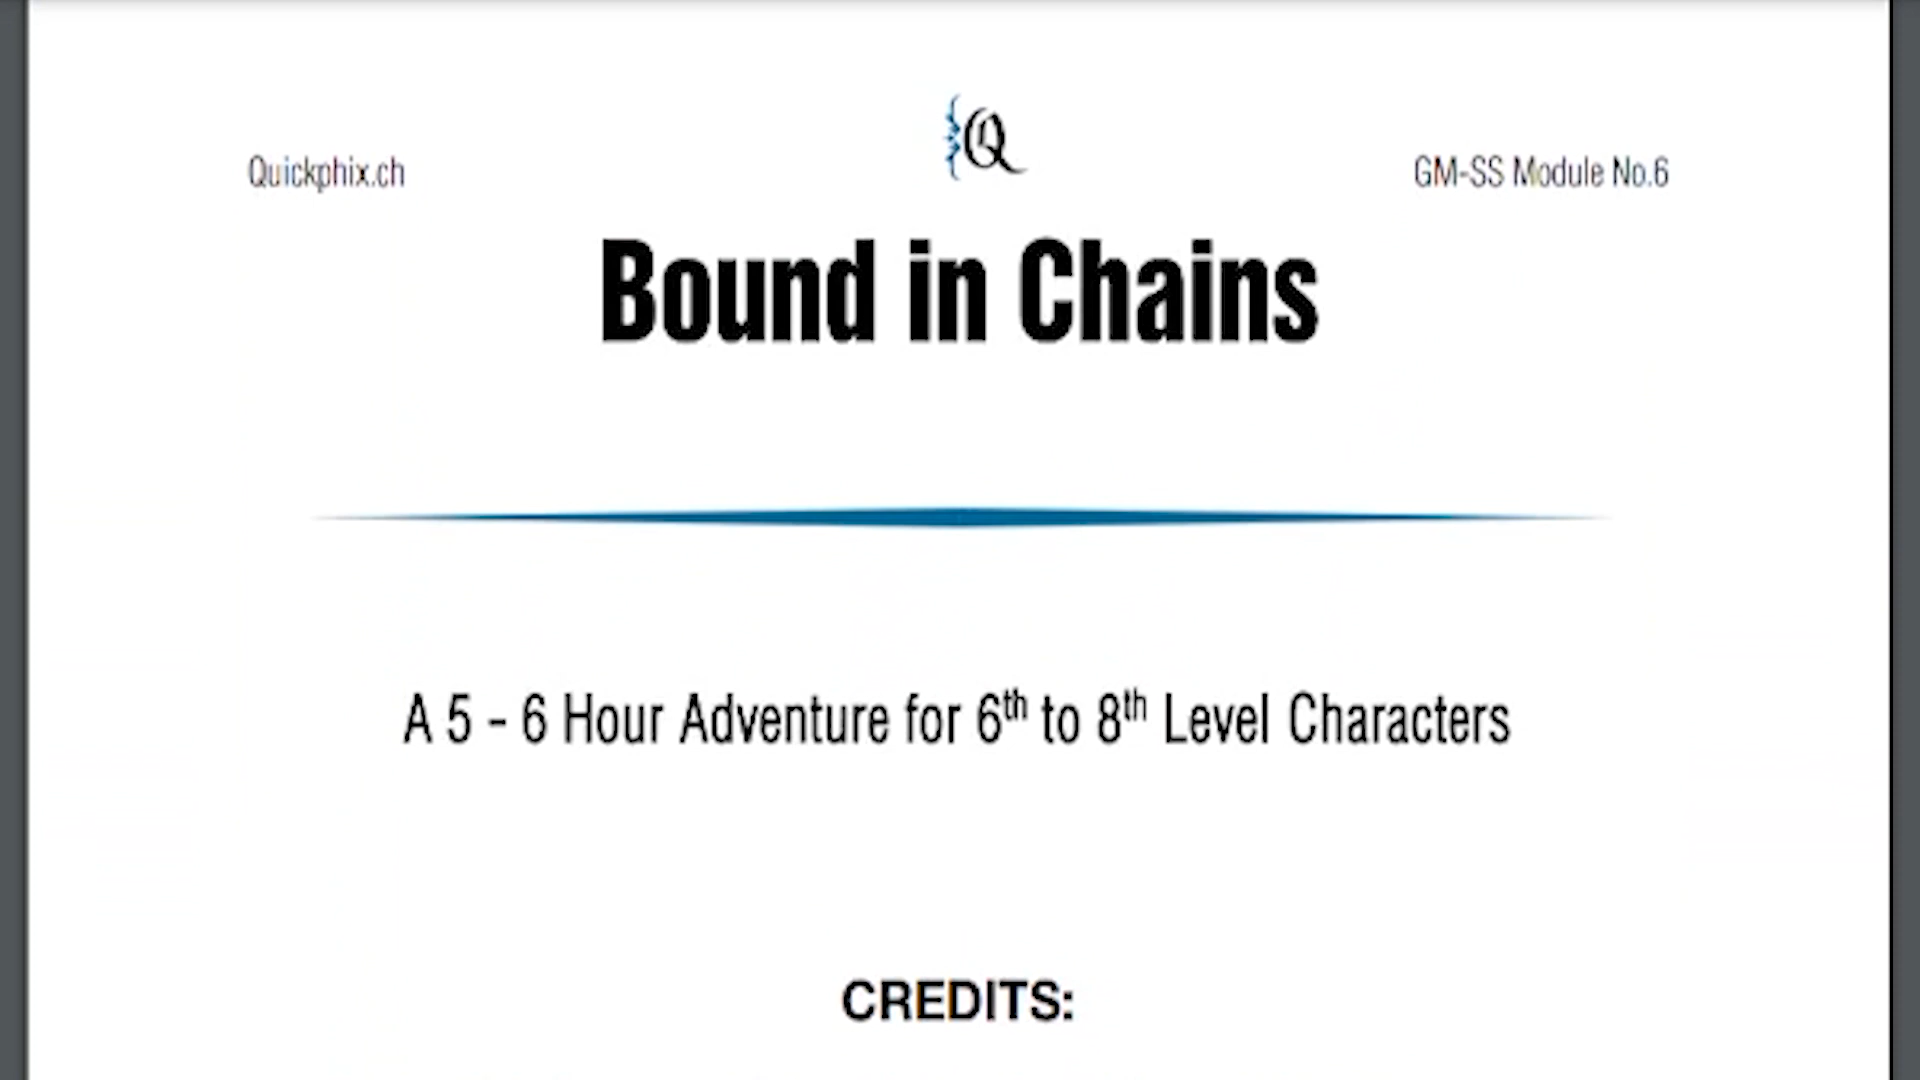 Q
Quickphix.ch
GM-SS Module No.6
Bound in Chains
A 5 - 6 Hour Adventure for 6th to 8th Level Characters
CREDITS: